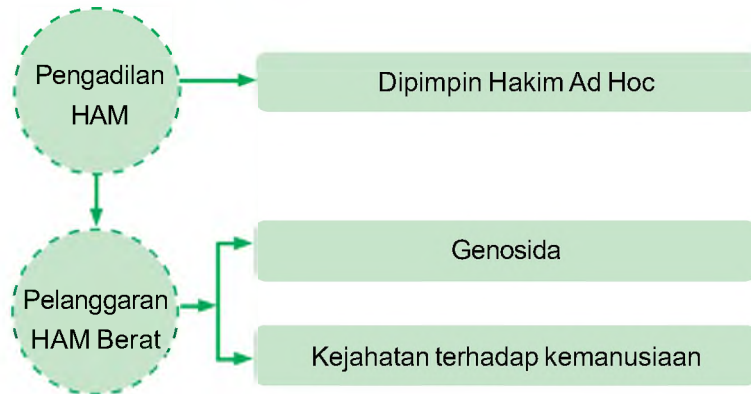 Pengadilan
HAM
Dipimpin Hakim Ad Hoc
Pelanggaran
HAM Berat
Genosida
Kejahatan terhadap kemanusiaan